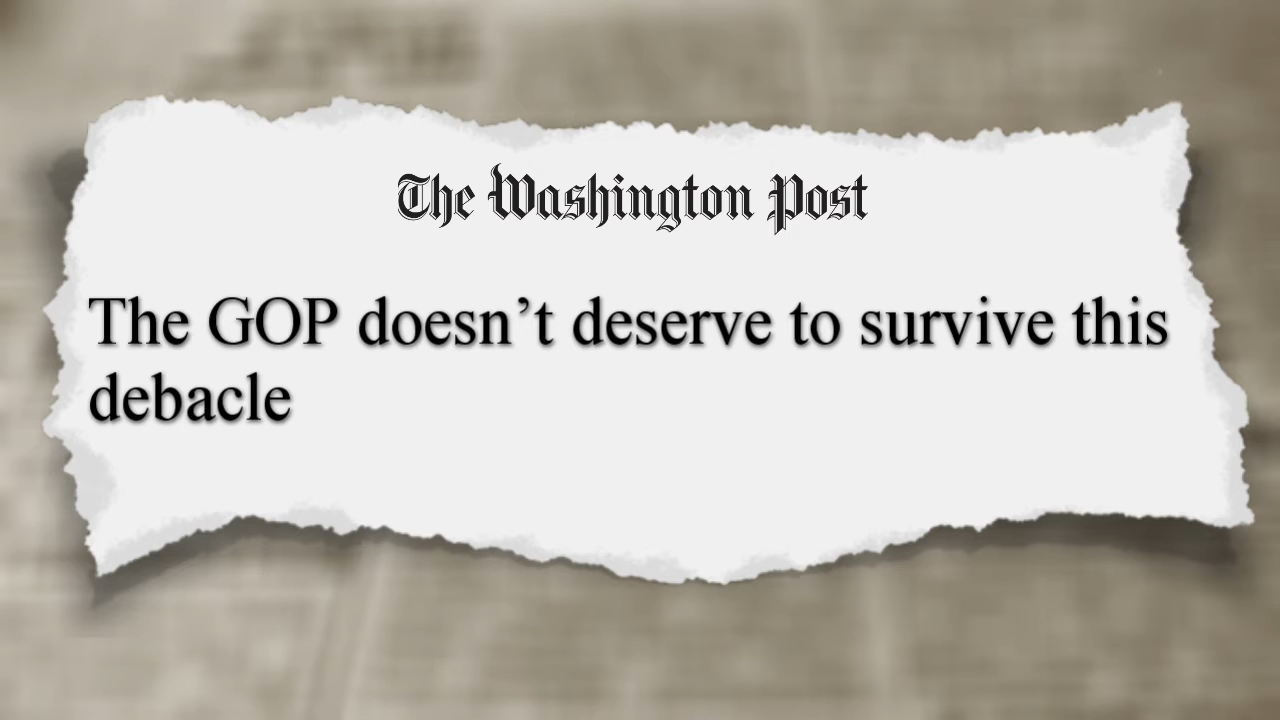 The Washington Post
The GOP doesn’t deserve to survive this
debacle